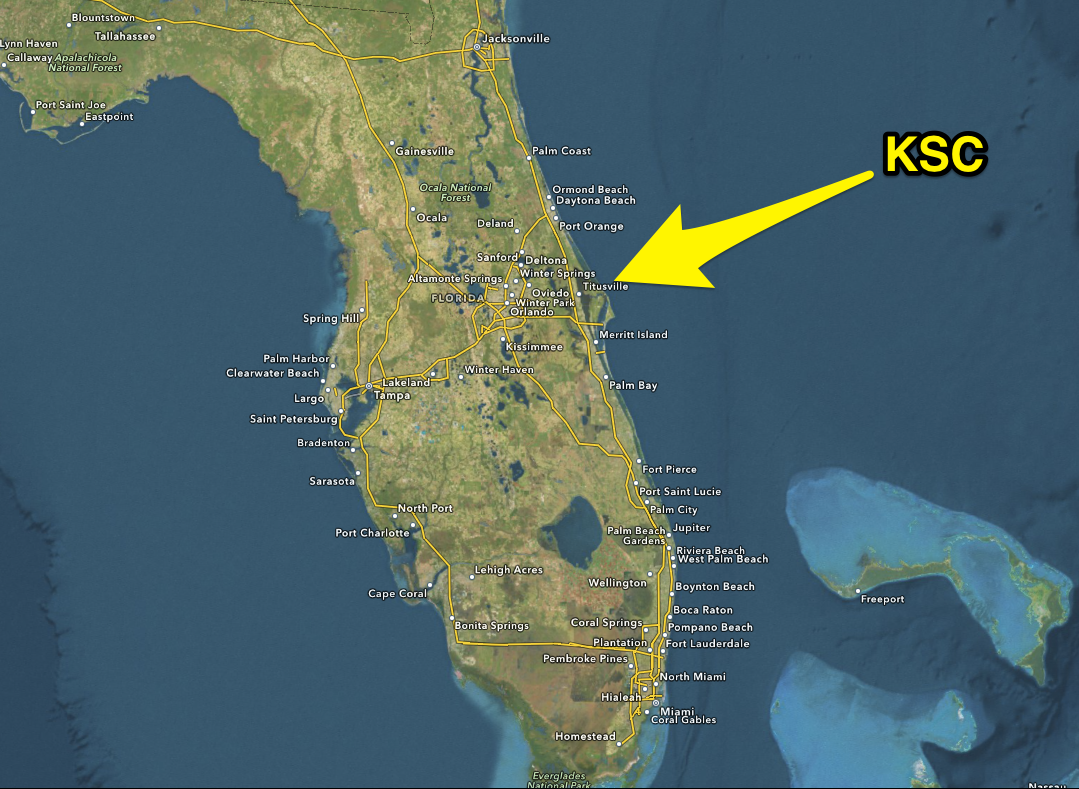 Blountstown
Tallahassee
Lynn Haven
Callaway
Apalachicola
National Forest
Port Saint Joe
Eastpoint
Jacksonville
KSC
Gainesville
Palm Coast
Ocala National
Forest
Ormond Beach
Daytona Beach
Ocala
Deland
Port Orange
Sanford
Deltona
Altamonte Springs
Winter Springs
Titusville
FLORIDA
Oviedo
Winter Park
Orlando
Spring Hill
Merritt Island
Kissimmee
Palm Harbor
Clearwater Beach
Winter Haven
Lakeland
Tampa
Palm Bay
Largo
Saint Petersburg
Bradenton
Sarasota
Fort Pierce
Port Saint Lucie
North Port
Palm City
Port Charlotte
Palm Beach
Gardens
Jupiter
Riviera Beach
West Palm Beach
Lehigh Acres
Wellington
Boynton Beach
Cape Coral
Freeport
Boca Raton
Bonita Springs
Coral Springs
Pompano Beach
Plantation
Fort Lauderdale
Pembroke Pines
North Miami
Hialeah
Miami
Coral Gables
Homestead
Everglades
National Park
Nassau